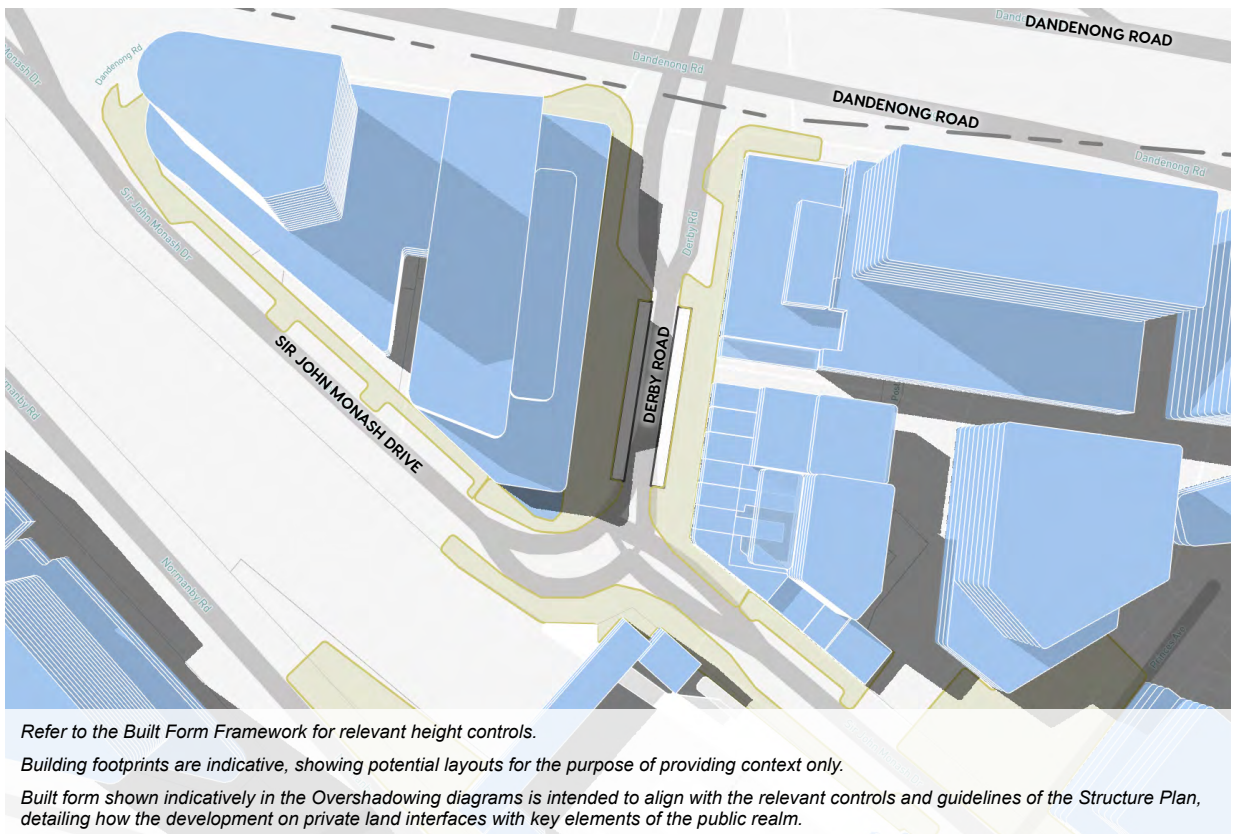 DANDENONG ROAD
Dandenong Rd
Dandenong Rd
DANDENONG ROAD
Dandenong Rd
Sir John Monash Dr
Derby Rd
DERBY ROAD
SIR JOHN MONASH DRIVE
Normanby Rd
Refer to the Built Form Framework for relevant height controls.
Building footprints are indicative, showing potential layouts for the purpose of providing context only.
Built form shown indicatively in the Overshadowing diagrams is intended to align with the relevant controls and guidelines of the Structure Plan,
detailing how the development on private land interfaces with key elements of the public realm.